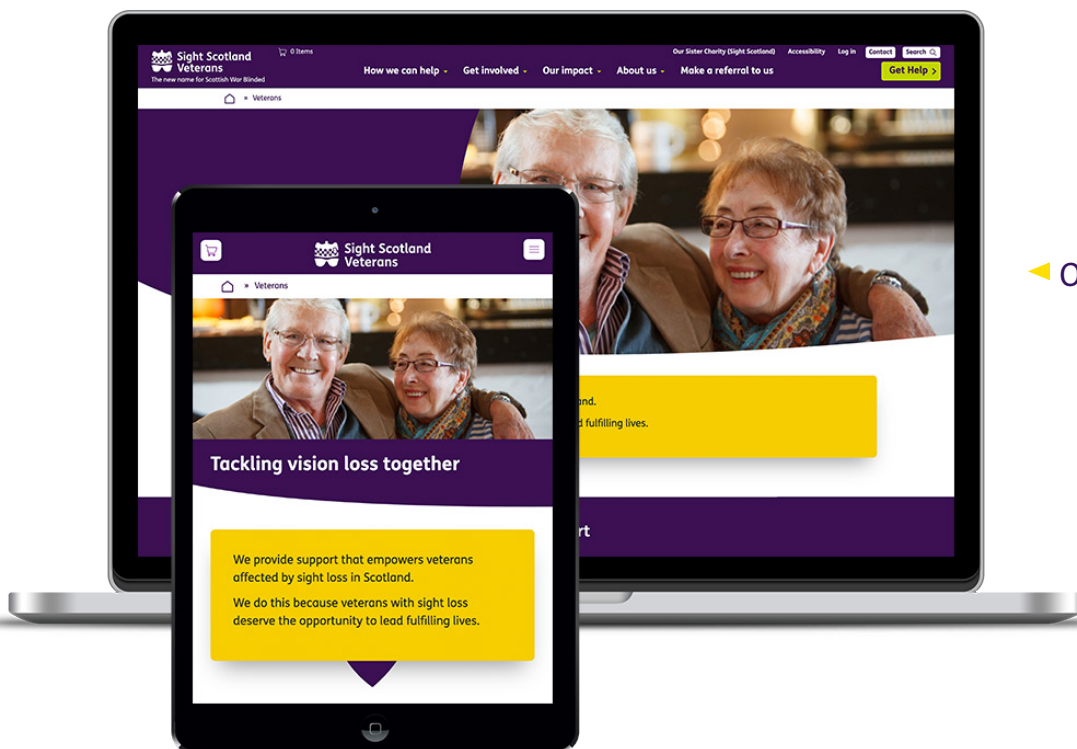 Sight Scotland
Veterans
The new name for Scottish War Blinded
0 Items
Our Sister Charity (Sight Scotland) Accessibility Log in Contact Search
How we can help Get involved Our impact About us Make a referral to us Get Help >
» Veterans
and.
d fulfilling lives.
rt
Sight Scotland
Veterans
» Veterans
Tackling vision loss together
We provide support that empowers veterans
affected by sight loss in Scotland.
We do this because veterans with sight loss
deserve the opportunity to lead fulfilling lives.